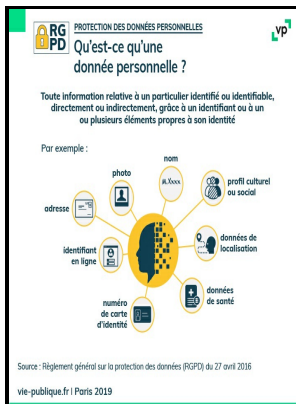 RG
PD
PROTECTION DES DONNÉES PERSONNELLES
Qu'est-ce qu'une
donnée personnelle ?
vp
Toute information relative à un particulier identifié ou identifiable,
directement ou indirectement, grâce à un identifiant ou à un
ou plusieurs éléments propres à son identité
Par exemple :
nom
M.Xxxxx
photo
profil culturel
ou social
adresse
données de
localisation
identifiant
en ligne
données
de santé
numéro
de carte
d'identité
Source : Règlement général sur la protection des données (RGPD) du 27 avril 2016
vie-publique.fr I Paris 2019